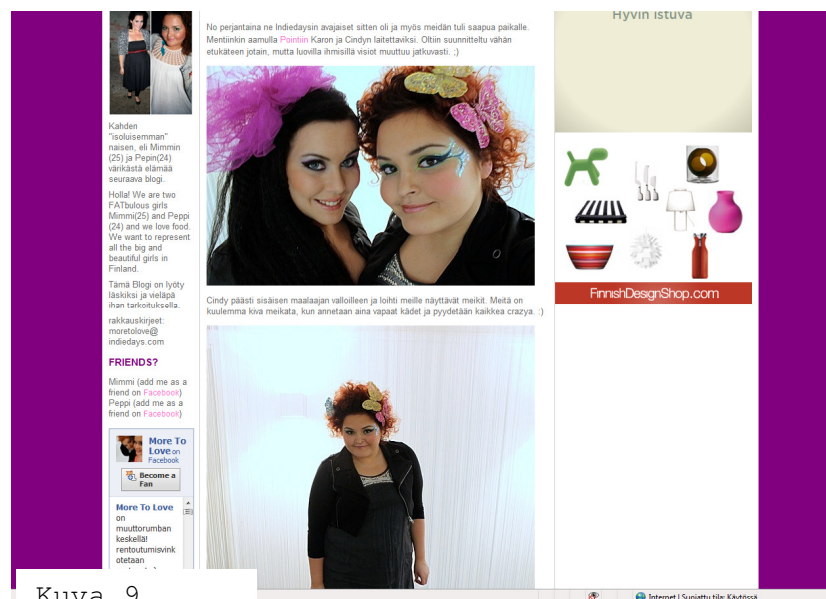 Kahden
"isoluisemman"
naisen, eli Mimmin
(25) ja Pepin(24)
värikästä elämää
seuraava blogi.
Holla! We are two
FATbulous girls
Mimmi(25) and Peppi
(24) and we love food.
We want to represent
all the big and
beautiful girls in
Finland.
Tämä Blogi on lyöty
läskiksi ja vieläpä
ihan tarkoituksella.
rakkauskirjeet:
moretolove@
indiedays.com
FRIENDS?
Mimmi (add me as a
friend on Facebook)
Peppi (add me as a
friend on Facebook)
More To
Love on
Facebook
Become a
Fan
More To Love
on
muuttorumban
keskellä!
rentoutumisvink
otetaan
No perjantaina ne Indiedaysin avajaiset sitten oli ja myös meidän tuli saapua paikalle.
Mentiinkin aamulla Pointiin Karon ja Cindyn laitettaviksi. Oltiin suunnitteltu vähän
etukäteen jotain, mutta luovilla ihmisillä visiot muuttuu jatkuvasti. ;)
Cindy päästi sisäisen maalaajan valloilleen ja loihti meille näyttävät meikit. Meitä on
kuulemma kiva meikata, kun annetaan aina vapaat kädet ja pyydetään kaikkea crazya. :)
Hyvin istuva
FinnishDesignShop.com
Kuva 9
Internet | Suojattu tila: Käytössä